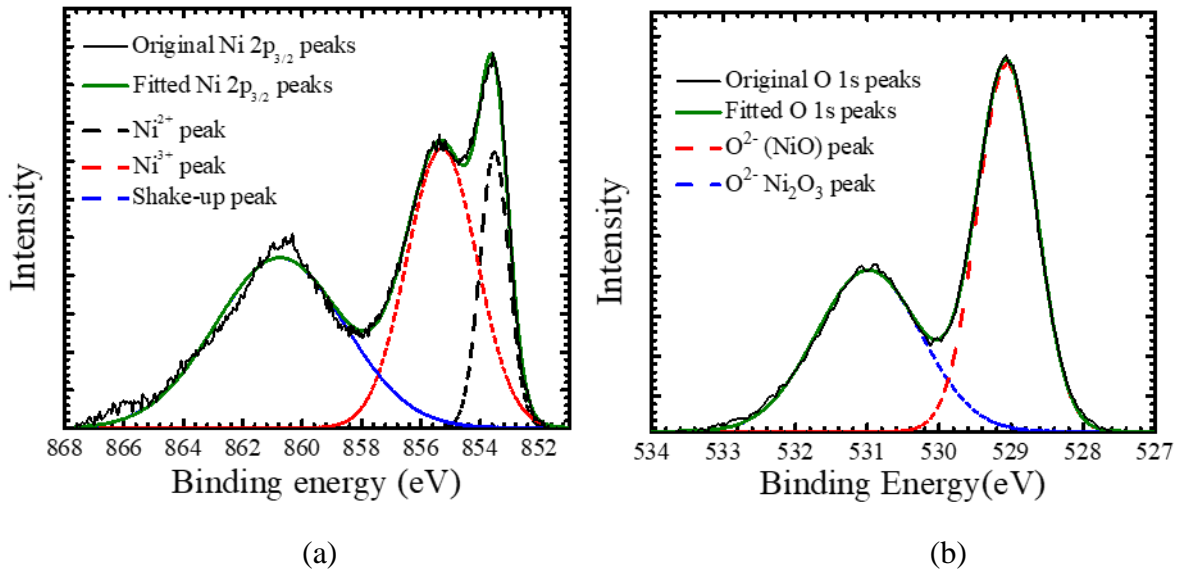 Original Ni 2p3/2 peaks
Fitted Ni 2p3/2 peaks
Ni2+ peak
Ni3+ peak
Shake-up peak
Intensity
868 866 864 862 860 858 856 854 852
Binding energy (eV)
(a)
Original O 1s peaks
Fitted O 1s peaks
O2- (NiO) peak
O2- Ni2O3 peak
Intensity
534 533 532 531 530 529 528 527
Binding Energy(eV)
(b)